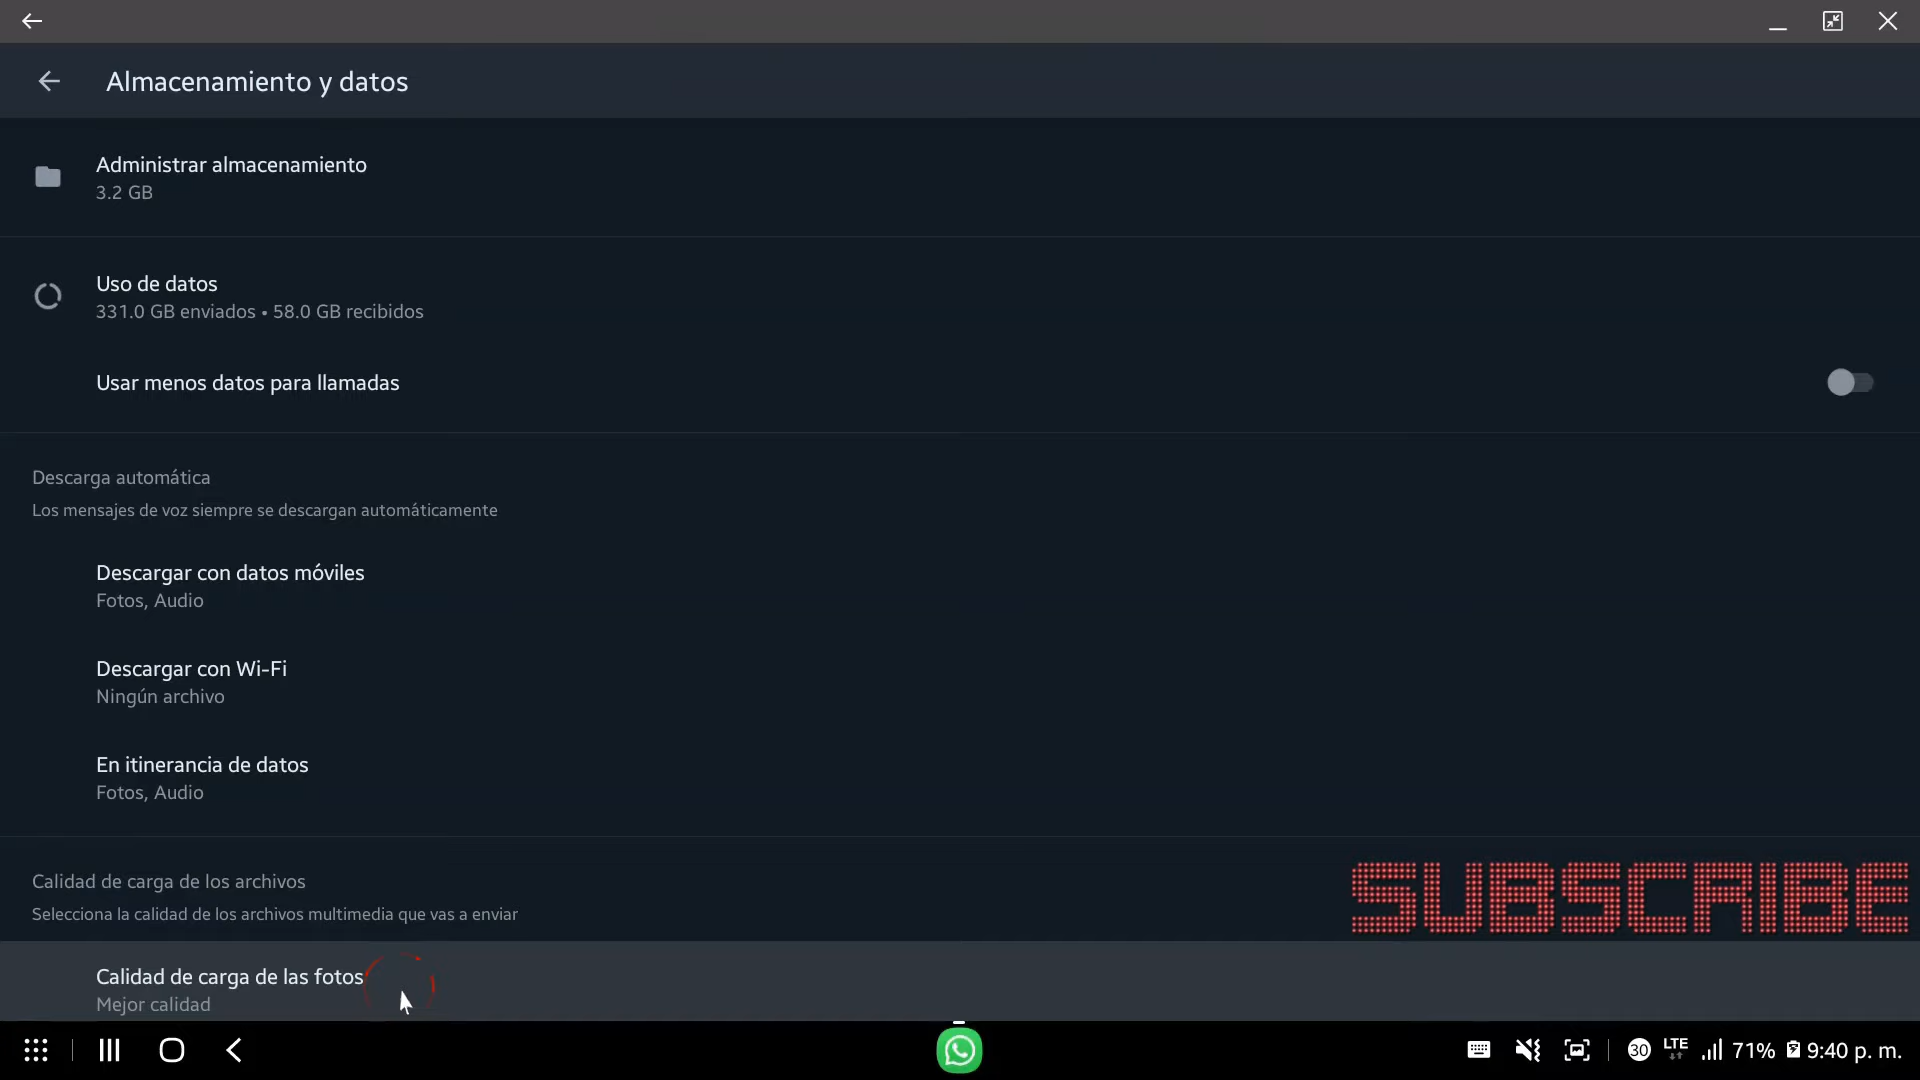 Almacenamiento y datos
Administrar almacenamiento
3.2 GB
Uso de datos
331.0 GB enviados • 58.0 GB recibidos
Usar menos datos para llamadas
Descarga automática
Los mensajes de voz siempre se descargan automáticamente
Descargar con datos móviles
Fotos, Audio
Descargar con Wi-Fi
Ningún archivo
En itinerancia de datos
Fotos, Audio
Calidad de carga de los archivos
Selecciona la calidad de los archivos multimedia que vas a enviar
SUBSCRIBE
Calidad de carga de las fotos
Mejor calidad
30 LTE 71% 9:40 p. m.